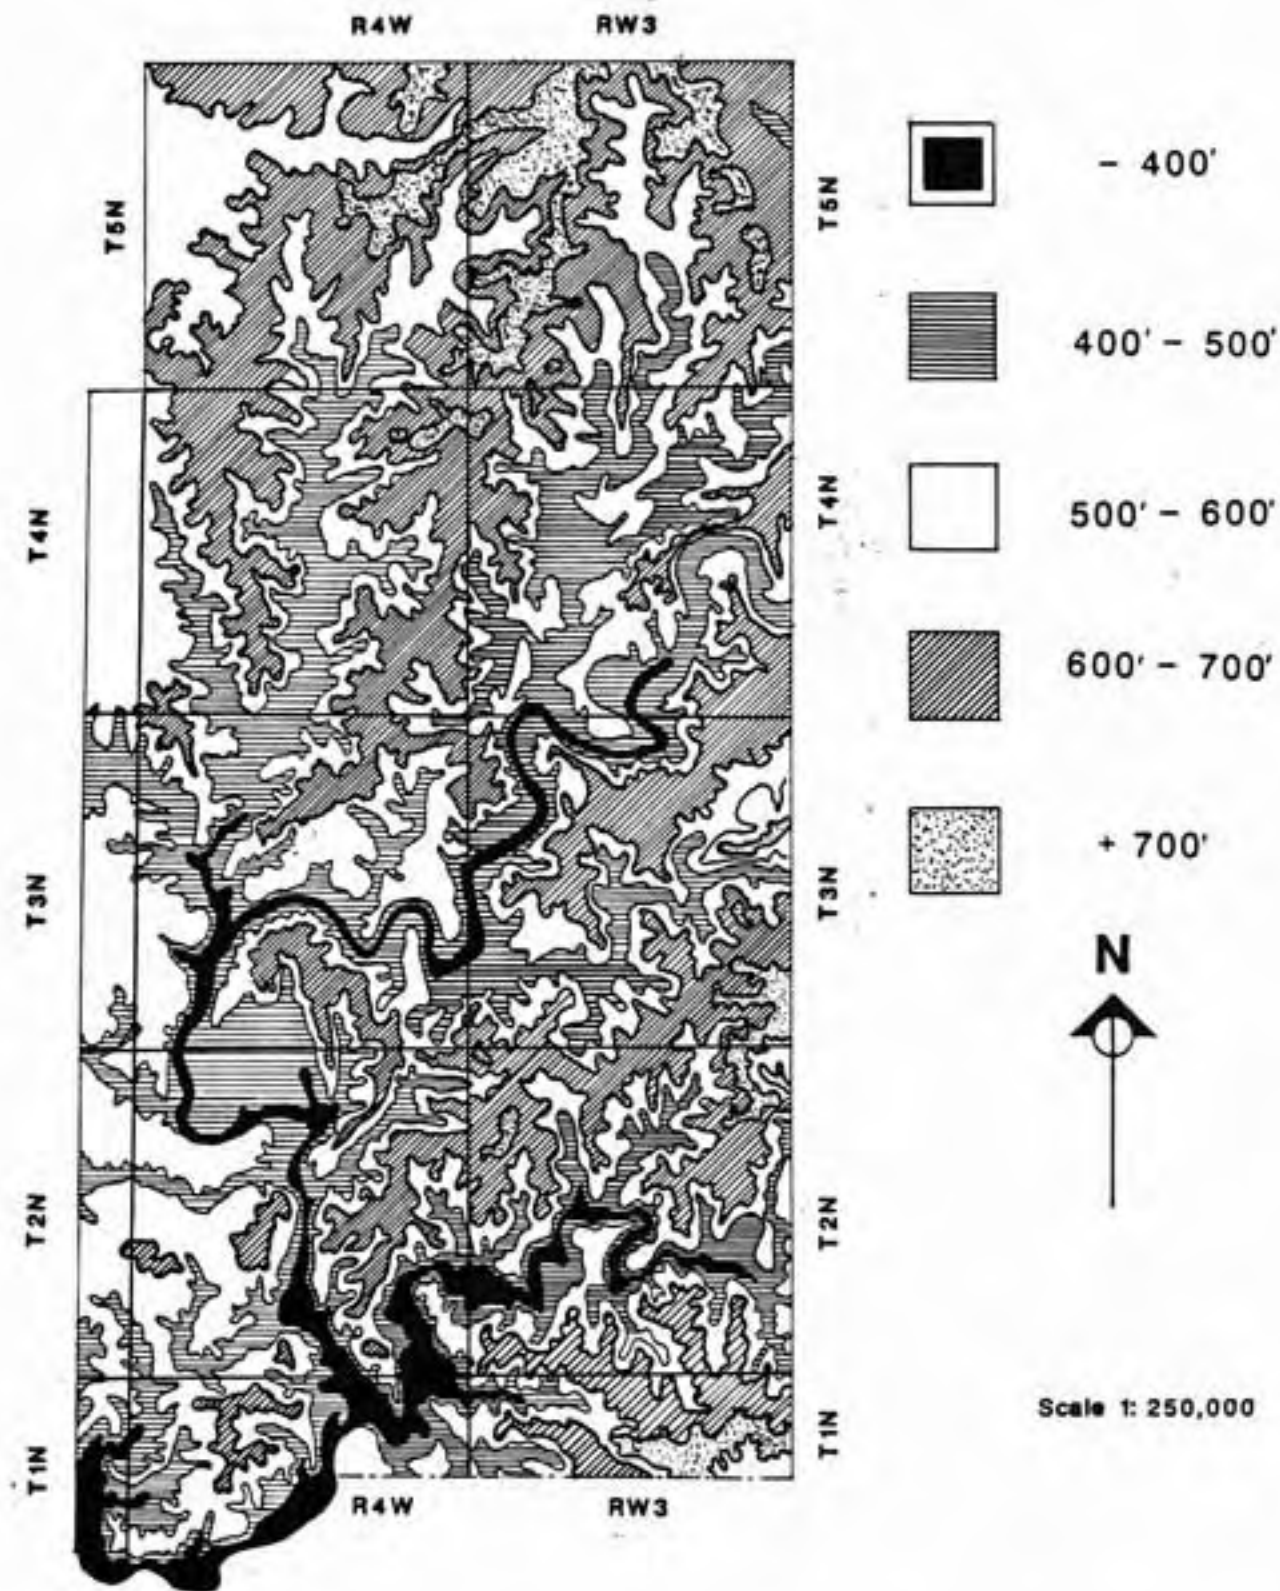 R4W RW3
T5N T5N
- 400'
400' - 500'
T4N T4N
500' - 600'
600' - 700'
T3N T3N
+ 700'
N
T2N T2N
Scale 1: 250,000
T1N T1N
R4W RW3